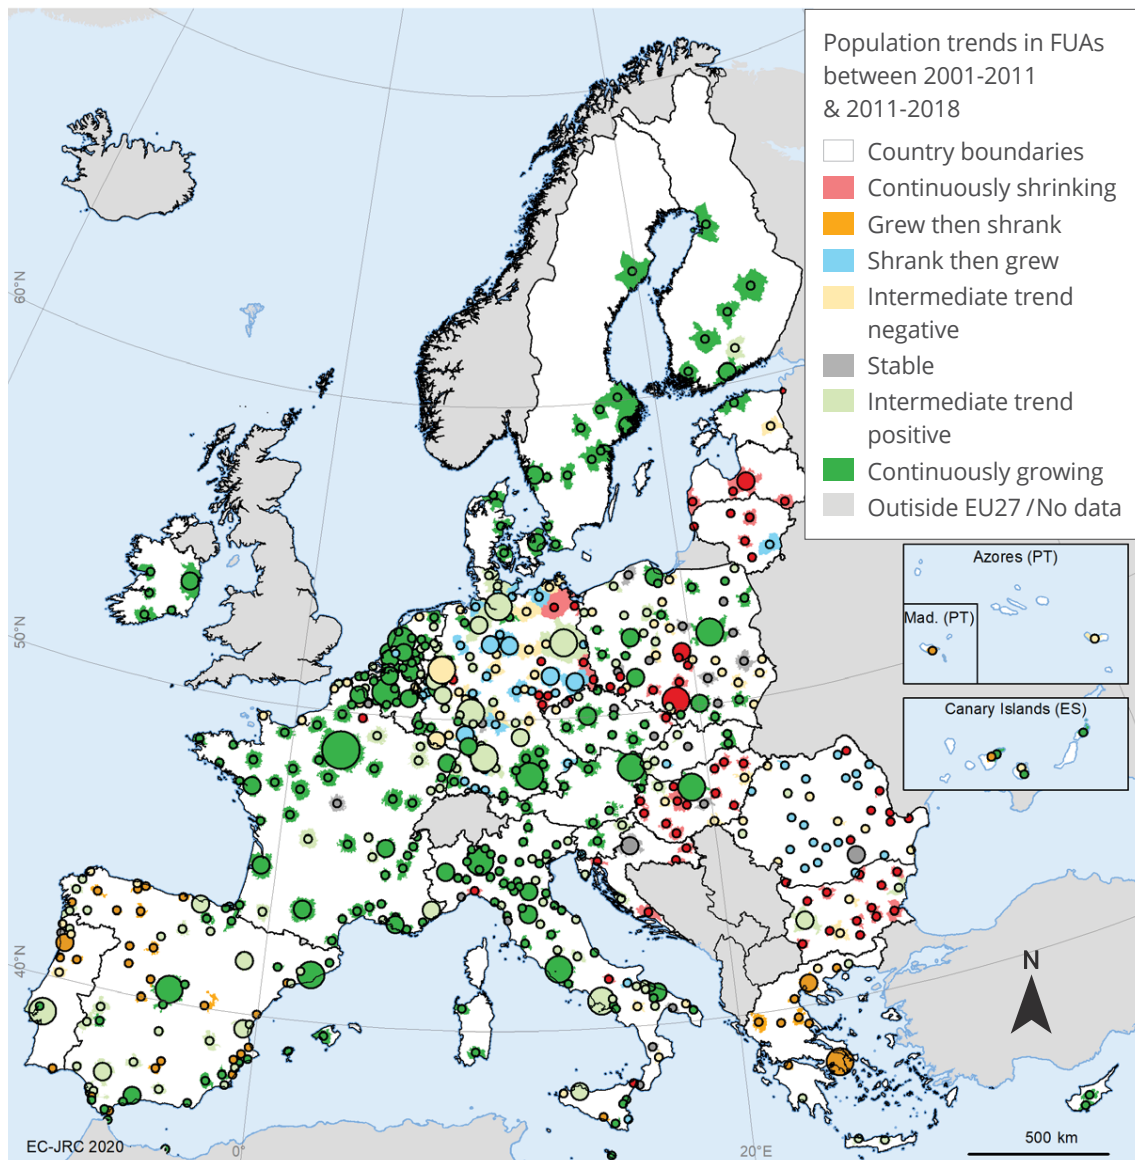 Population trends in FUAs
between 2001-2011
& 2011-2018
Country boundaries
Continuously shrinking
Grew then shrank
Shrank then grew
Intermediate trend
negative
Stable
Intermediate trend
positive
Continuously growing
Outiside EU27 / No data
60°N
50°N
40°N
Azores (PT)
Mad. (PT)
Canary Islands (ES)
N
EC-JRC 2020
0°
20°E
500 km